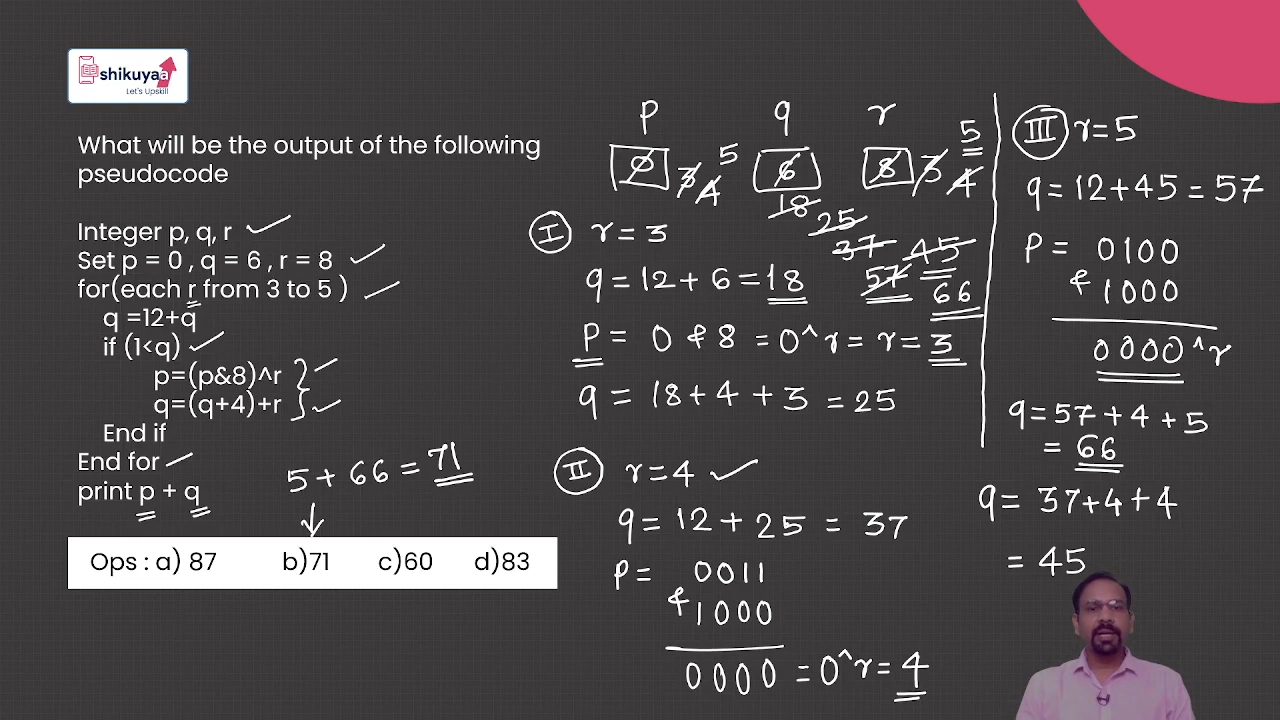 shikuyaa
Let's Upskill
What will be the output of the following
pseudocode
Integer p, q, r
Set p = 0 , q = 6 , r = 8
for(each r from 3 to 5 )
q =12+q
if (1<q)
p=(p&8)^r
q=(q+4)+r
End if
End for
print p + q
5 + 66 = 71
Ops : a) 87 b)71 c)60 d)83
p q r
0 3 4 5
6 18 25 37 45 57 66
8 3 4 5
I r = 3
q = 12 + 6 = 18
P = 0 & 8 = 0^r = r = 3
q = 18 + 4 + 3 = 25
II r = 4
q = 12 + 25 = 37
P = 0011
& 1000
0000 = 0^r = 4
q = 37+4+4
= 45
III r = 5
q = 12+45 = 57
P = 0100
& 1000
0000^r
q = 57 + 4 + 5
= 66